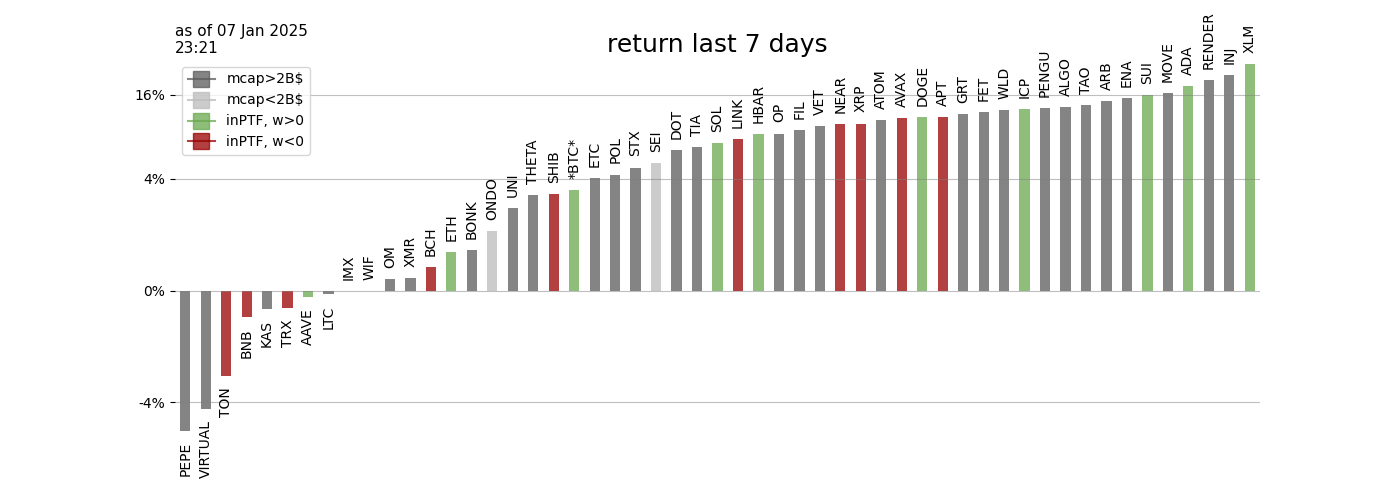 as of 07 Jan 2025
23:21
return last 7 days
mcap>2B$
mcap<2B$
inPTF, w>0
inPTF, w<0
16%
4%
0%
-4%
PEPE
VIRTUAL
TON
BNB
KAS
TRX
AAVE
LTC
IMX
WIF
OM
XMR
BCH
ETH
BONK
ONDO
UNI
THETA
SHIB
*BTC*
ETC
POL
STX
SEI
DOT
TIA
SOL
LINK
HBAR
OP
FIL
VET
NEAR
XRP
ATOM
AVAX
DOGE
APT
GRT
FET
WLD
ICP
PENGU
ALGO
TAO
ARB
ENA
SUI
MOVE
ADA
RENDER
INJ
XLM